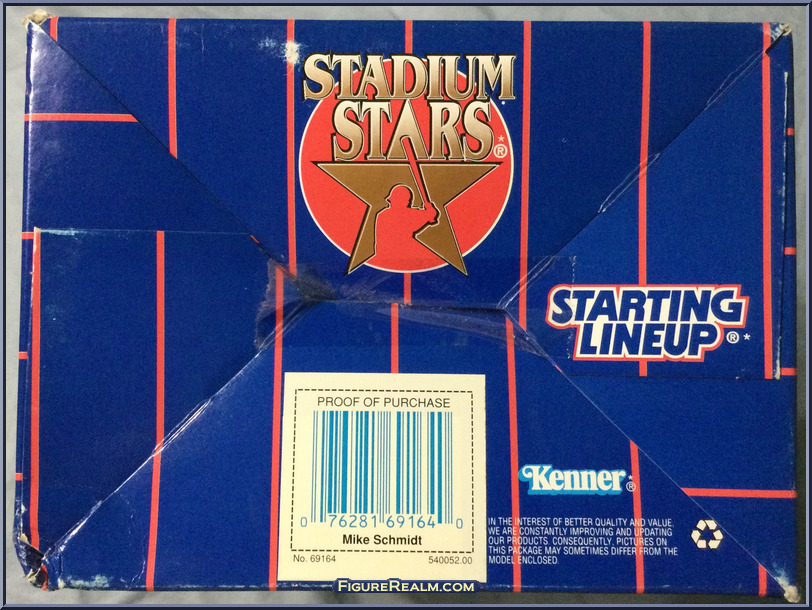 STADIUM
STARS®*
STARTING
LINEUP®*
PROOF OF PURCHASE
0 76281 69164 0
Mike Schmidt
No. 69164 540052.00
Kenner®*
IN THE INTEREST OF BETTER QUALITY AND VALUE,
WE ARE CONSTANTLY IMPROVING AND UPDATING
OUR PRODUCTS. CONSEQUENTLY, PICTURES ON
THIS PACKAGE MAY SOMETIMES DIFFER FROM THE
MODEL ENCLOSED.
FIGUREREALM.COM